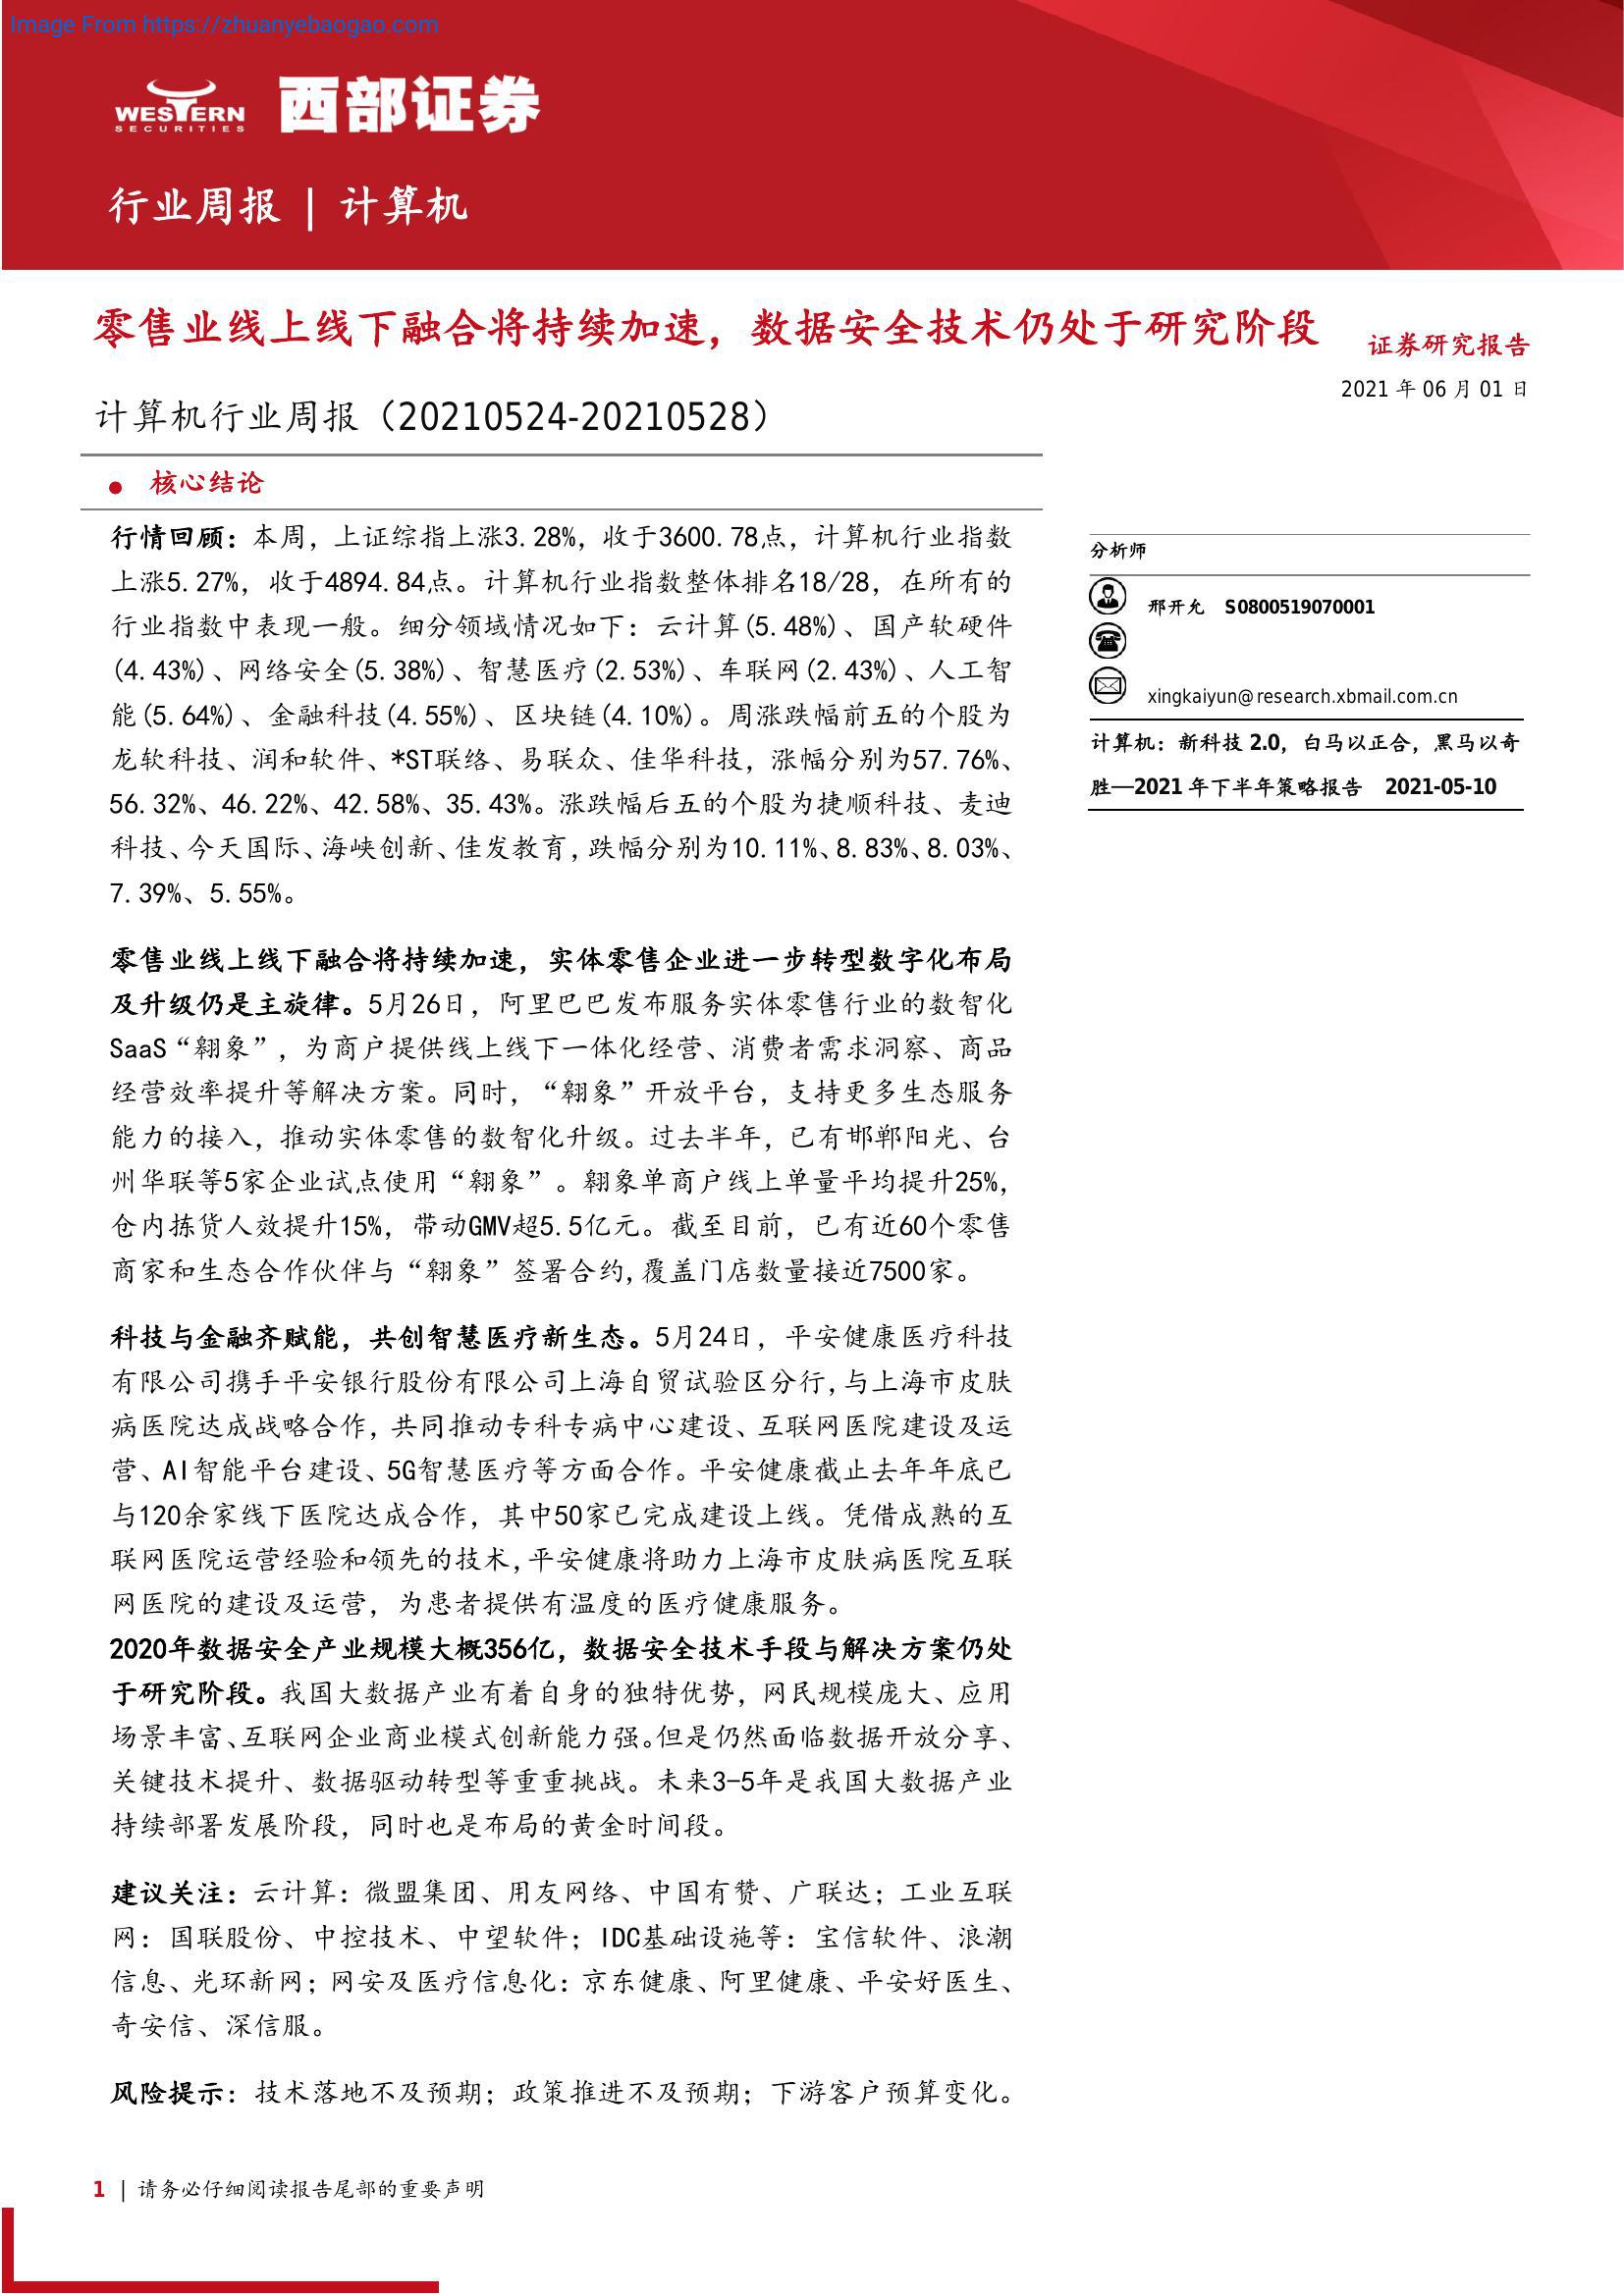 Image From https://zhuanyebaogao.com
WESTERN
SECURITIES
西部证券
行业周报 | 计算机
零售业线上线下融合将持续加速，数据安全技术仍处于研究阶段
证券研究报告
2021 年 06 月 01 日
计算机行业周报（20210524-20210528）
● 核心结论
行情回顾：本周，上证综指上涨3.28%，收于3600.78点，计算机行业指数
上涨5.27%，收于4894.84点。计算机行业指数整体排名18/28，在所有的
行业指数中表现一般。细分领域情况如下：云计算(5.48%)、国产软硬件
(4.43%)、网络安全(5.38%)、智慧医疗(2.53%)、车联网(2.43%)、人工智
能(5.64%)、金融科技(4.55%)、区块链(4.10%)。周涨跌幅前五的个股为
龙软科技、润和软件、*ST联络、易联众、佳华科技，涨幅分别为57.76%、
56.32%、46.22%、42.58%、35.43%。涨跌幅后五的个股为捷顺科技、麦迪
科技、今天国际、海峡创新、佳发教育,跌幅分别为10.11%、8.83%、8.03%、
7.39%、5.55%。
零售业线上线下融合将持续加速，实体零售企业进一步转型数字化布局
及升级仍是主旋律。5月26日，阿里巴巴发布服务实体零售行业的数智化
SaaS“翱象”，为商户提供线上线下一体化经营、消费者需求洞察、商品
经营效率提升等解决方案。同时，“翱象”开放平台，支持更多生态服务
能力的接入，推动实体零售的数智化升级。过去半年，已有邯郸阳光、台
州华联等5家企业试点使用“翱象”。翱象单商户线上单量平均提升25%，
仓内拣货人效提升15%，带动GMV超5.5亿元。截至目前，已有近60个零售
商家和生态合作伙伴与“翱象”签署合约,覆盖门店数量接近7500家。
科技与金融齐赋能，共创智慧医疗新生态。5月24日，平安健康医疗科技
有限公司携手平安银行股份有限公司上海自贸试验区分行,与上海市皮肤
病医院达成战略合作，共同推动专科专病中心建设、互联网医院建设及运
营、AI智能平台建设、5G智慧医疗等方面合作。平安健康截止去年年底已
与120余家线下医院达成合作，其中50家已完成建设上线。凭借成熟的互
联网医院运营经验和领先的技术,平安健康将助力上海市皮肤病医院互联
网医院的建设及运营，为患者提供有温度的医疗健康服务。
2020年数据安全产业规模大概356亿，数据安全技术手段与解决方案仍处
于研究阶段。我国大数据产业有着自身的独特优势，网民规模庞大、应用
场景丰富、互联网企业商业模式创新能力强。但是仍然面临数据开放分享、
关键技术提升、数据驱动转型等重重挑战。未来3-5年是我国大数据产业
持续部署发展阶段，同时也是布局的黄金时间段。
建议关注：云计算：微盟集团、用友网络、中国有赞、广联达；工业互联
网：国联股份、中控技术、中望软件；IDC基础设施等：宝信软件、浪潮
信息、光环新网；网安及医疗信息化：京东健康、阿里健康、平安好医生、
奇安信、深信服。
风险提示：技术落地不及预期；政策推进不及预期；下游客户预算变化。
分析师
邢开允 S0800519070001
xingkaiyun@research.xbmail.com.cn
计算机：新科技 2.0，白马以正合，黑马以奇
胜—2021 年下半年策略报告 2021-05-10
1 | 请务必仔细阅读报告尾部的重要声明